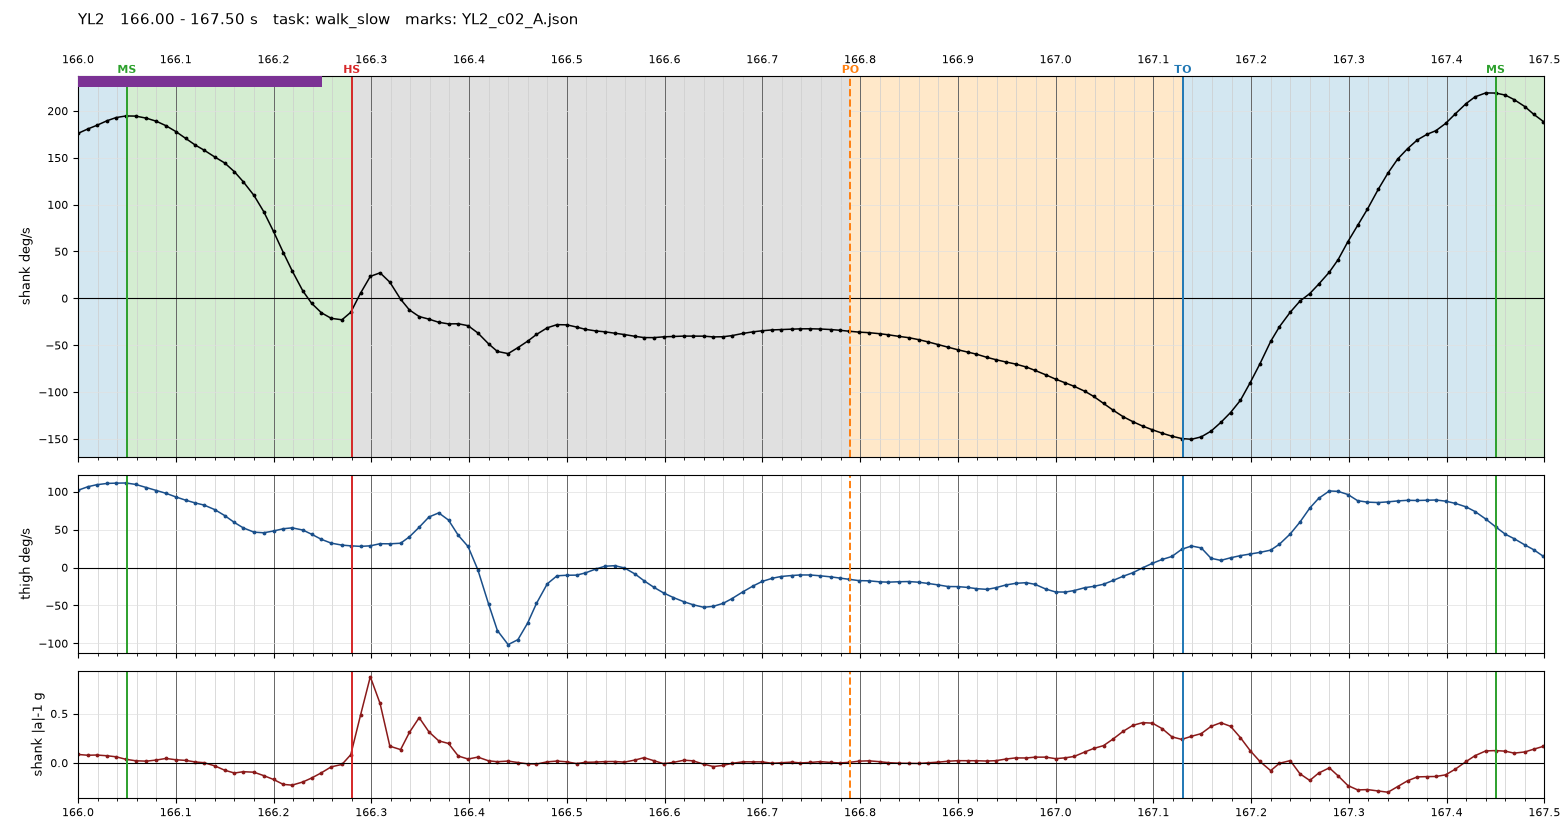 YL2 166.00 - 167.50 s task: walk_slow marks: YL2_c02_A.json
166.0 166.1 166.2 166.3 166.4 166.5 166.6 166.7 166.8 166.9 167.0 167.1 167.2 167.3 167.4 167.5
MS HS PO TO MS
shank deg/s
200
150
100
50
0
−50
−100
−150
thigh deg/s
100
50
0
−50
−100
shank |a|-1 g
0.5
0.0
166.0 166.1 166.2 166.3 166.4 166.5 166.6 166.7 166.8 166.9 167.0 167.1 167.2 167.3 167.4 167.5